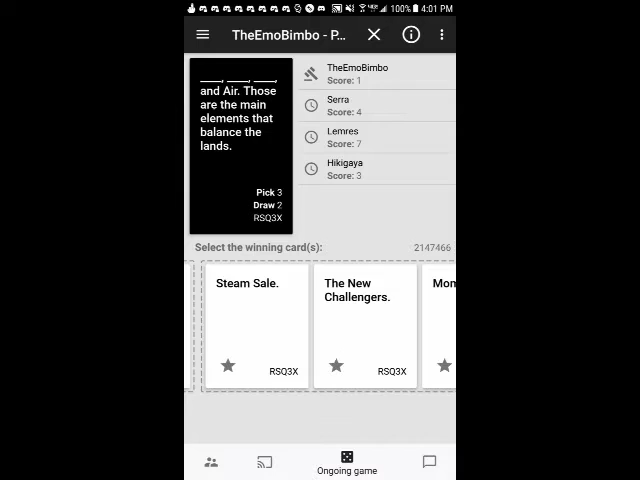 100% 4:01 PM
TheEmoBimbo - P...
____, ____, ____,
and Air. Those
are the main
elements that
balance the
lands.
Pick 3
Draw 2
RSQ3X
TheEmoBimbo
Score: 1
Serra
Score: 4
Lemres
Score: 7
Hikigaya
Score: 3
Select the winning card(s): 2147466
Steam Sale.
RSQ3X
The New
Challengers.
RSQ3X
Mom
Ongoing game